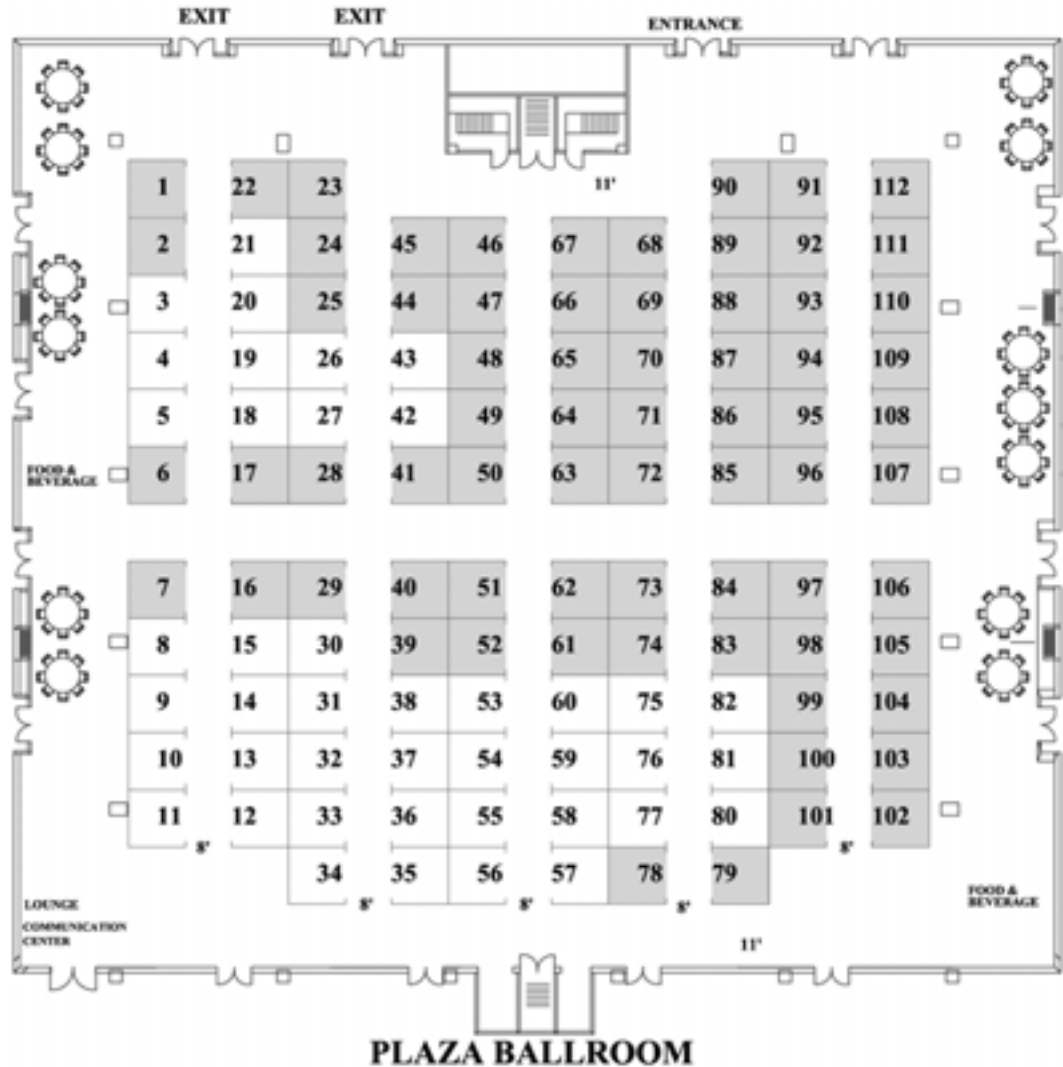 EXIT EXIT ENTRANCE
11'
1 22 23 90 91 112
2 21 24 45 46 67 68 89 92 111
3 20 25 44 47 66 69 88 93 110
4 19 26 43 48 65 70 87 94 109
5 18 27 42 49 64 71 86 95 108
6 17 28 41 50 63 72 85 96 107
FOOD &
BEVERAGE
7 16 29 40 51 62 73 84 97 106
8 15 30 39 52 61 74 83 98 105
9 14 31 38 53 60 75 82 99 104
10 13 32 37 54 59 76 81 100 103
11 12 33 36 55 58 77 80 101 102
8' 8'
34 35 56 57 78 79
8' 8' 8'
LOUNGE
COMMUNICATION
CENTER
FOOD &
BEVERAGE
11'
PLAZA BALLROOM